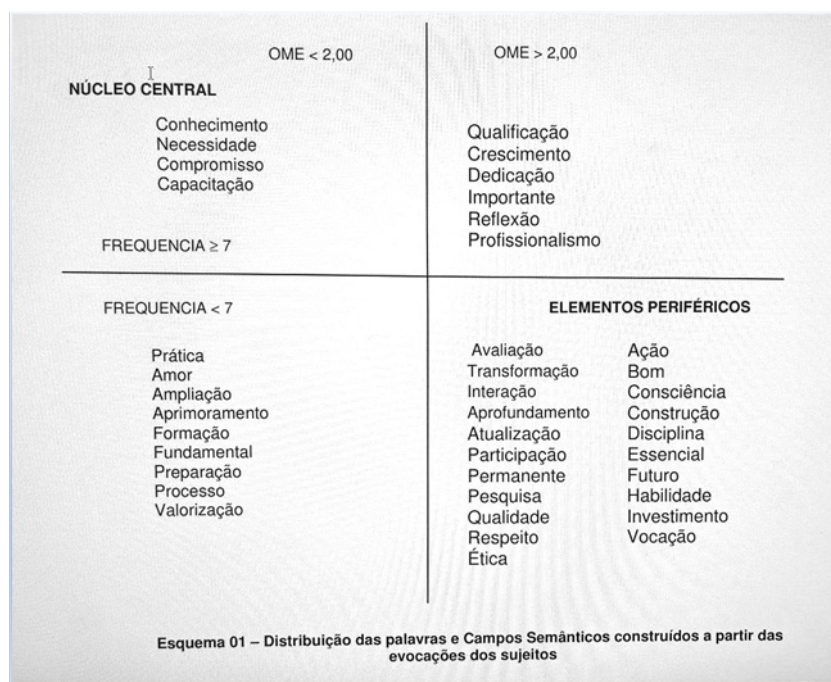 OME < 2,00
OME > 2,00
NÚCLEO CENTRAL
Conhecimento
Necessidade
Compromisso
Capacitação
FREQUENCIA ≥ 7
Qualificação
Crescimento
Dedicação
Importante
Reflexão
Profissionalismo
FREQUENCIA < 7
Prática
Amor
Ampliação
Aprimoramento
Formação
Fundamental
Preparação
Processo
Valorização
ELEMENTOS PERIFÉRICOS
Avaliação
Transformação
Interação
Aprofundamento
Atualização
Participação
Permanente
Pesquisa
Qualidade
Respeito
Ética
Ação
Bom
Consciência
Construção
Disciplina
Essencial
Futuro
Habilidade
Investimento
Vocação
Esquema 01 – Distribuição das palavras e Campos Semânticos construídos a partir das
evocações dos sujeitos